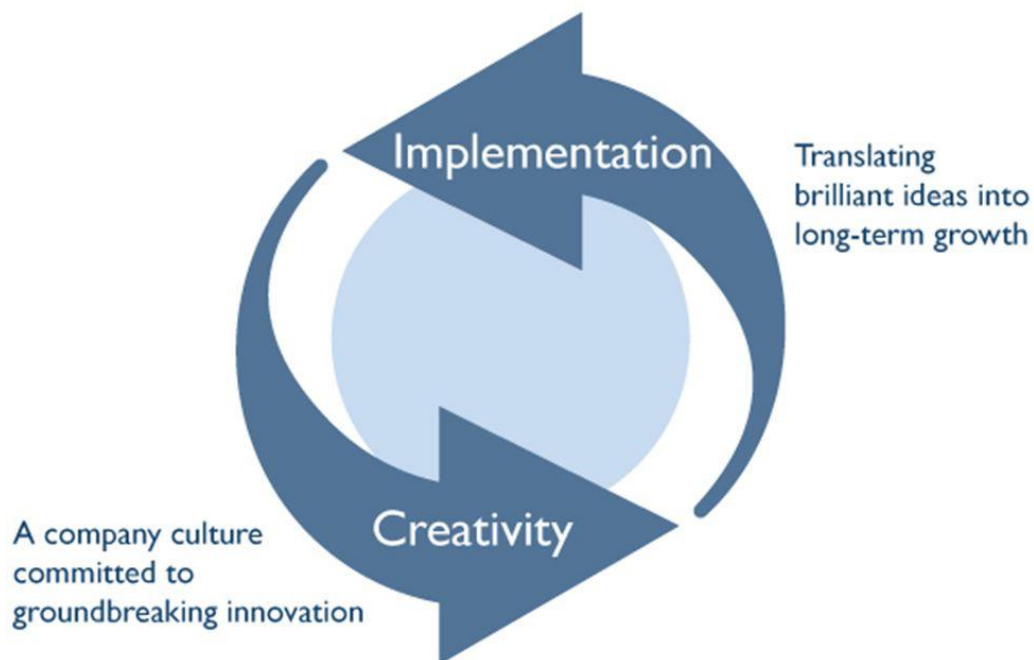 Implementation
Translating
brilliant ideas into
long-term growth
Creativity
A company culture
committed to
groundbreaking innovation